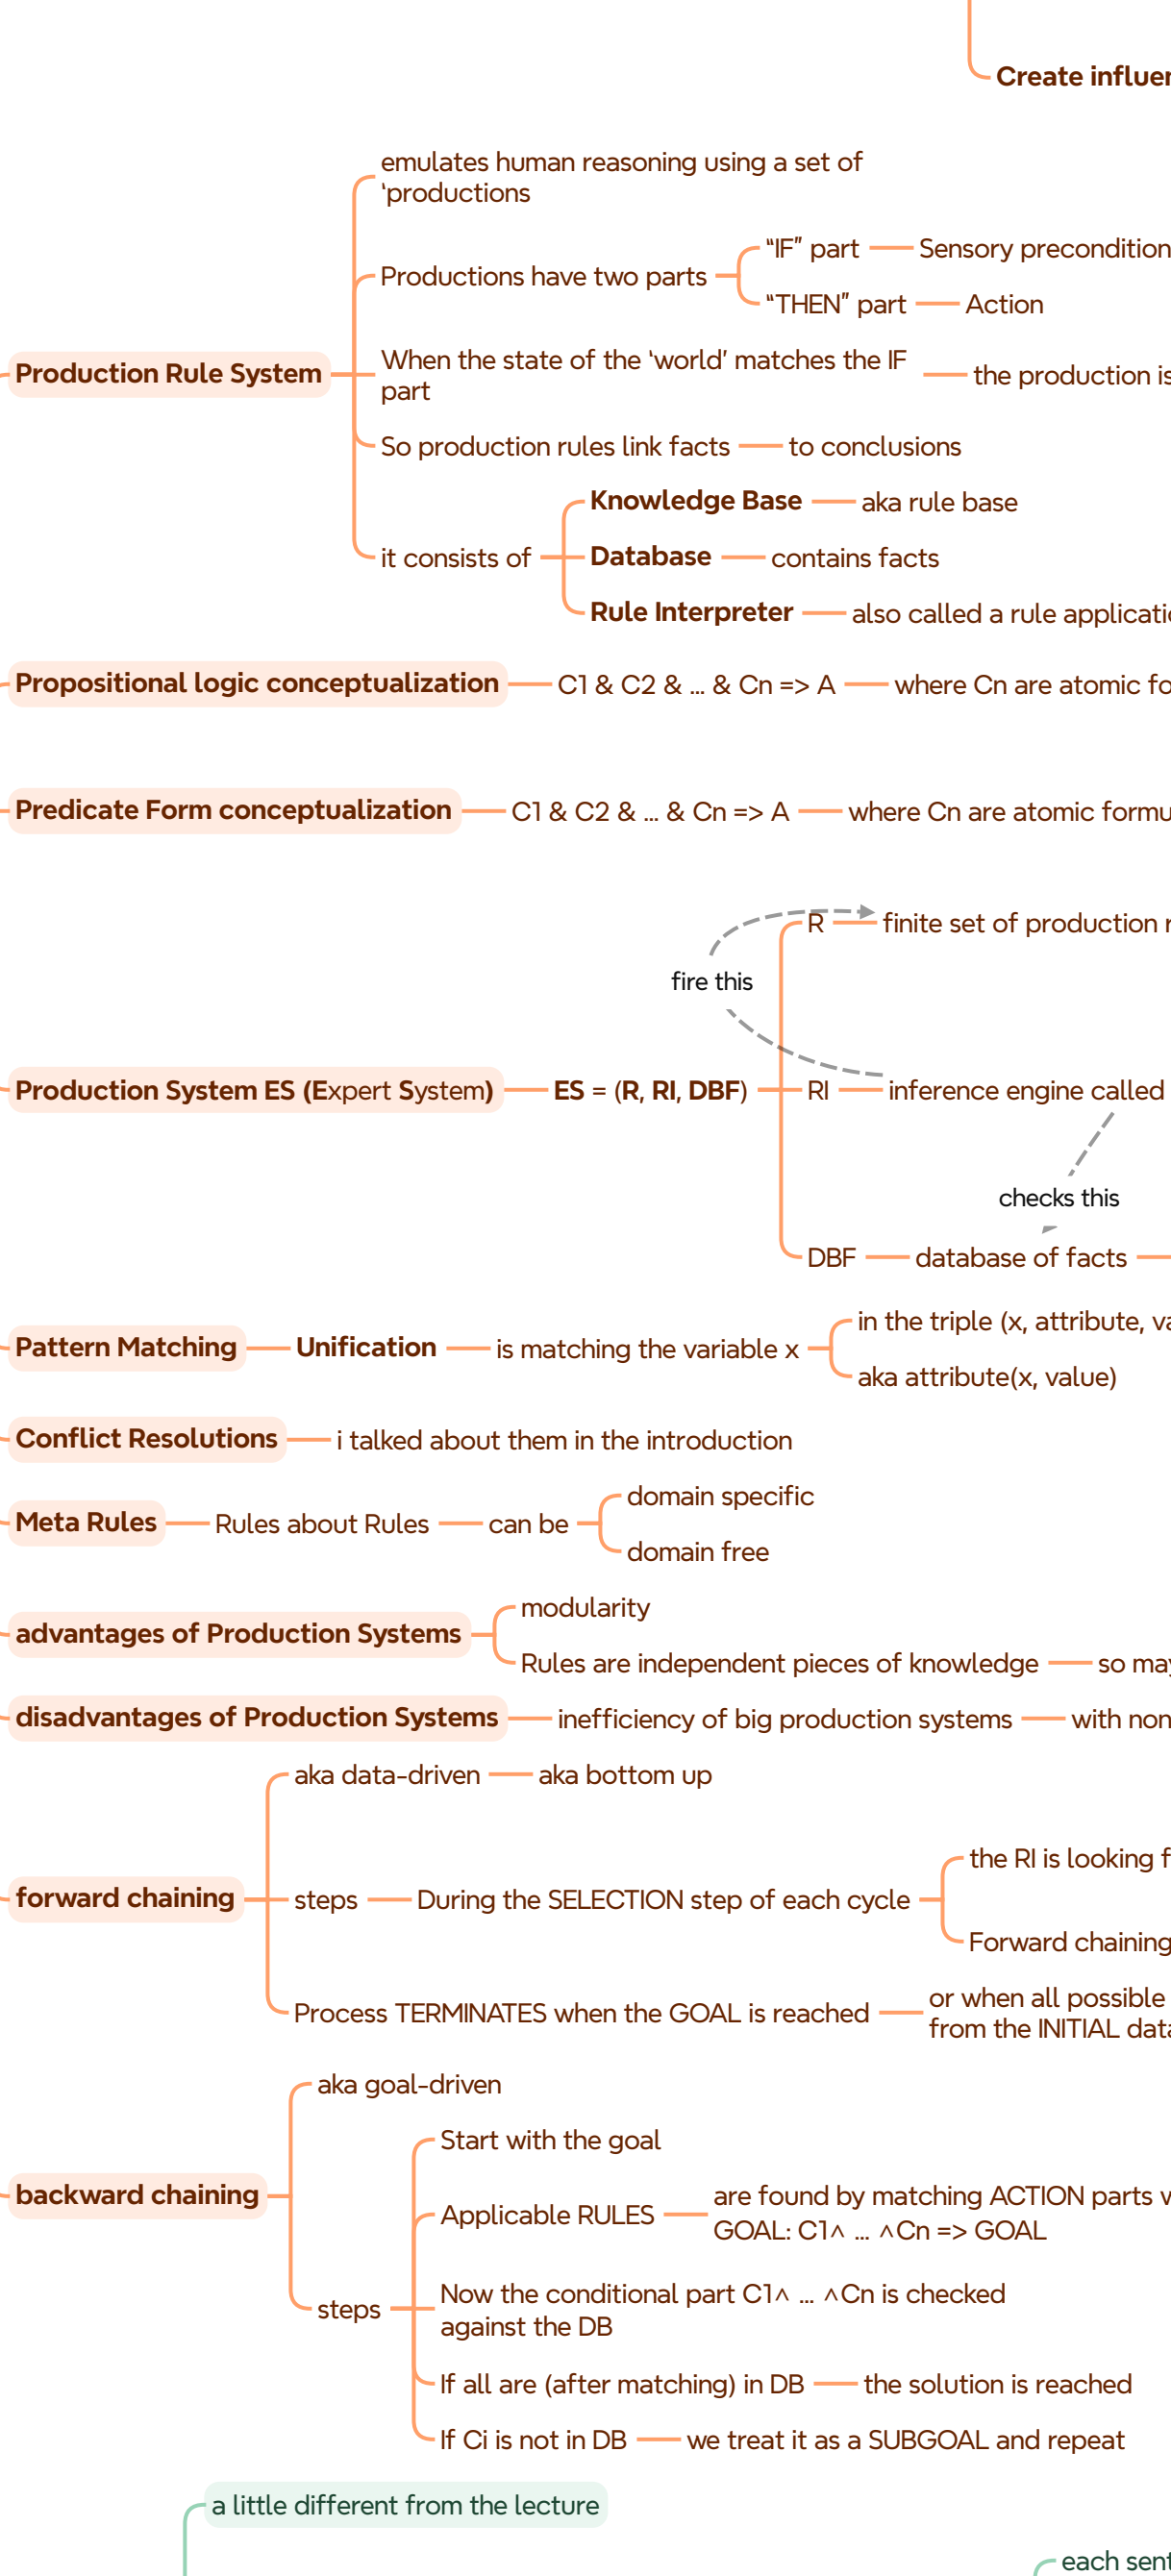 Create
emulates human reasoning using a set of
‘productions
Productions have two parts
“IF” part
Sensory precondition
“THEN” part
Action
Production Rule System
When the state of the ‘world’ matches the IF
part
the production is
So production rules link facts
to conclusions
it consists of
Knowledge Base
aka rule base
Database
contains facts
Rule Interpreter
also called a rule
Propositional logic conceptualization
C1 & C2 & ... & Cn => A
where Cn are atomic
Predicate Form conceptualization
C1 & C2 & ... & Cn => A
where Cn are atomic
R
finite set of production
fire this
Production System ES (Expert System)
ES = (R, RI, DBF)
RI
inference engine called
checks this
DBF
database of facts
Pattern Matching
Unification
is matching the variable x
in the triple (x, attribute,
aka attribute(x, value)
Conflict Resolutions
i talked about them in the introduction
Meta Rules
Rules about Rules
can be
domain specific
domain free
advantages of Production Systems
modularity
Rules are independent pieces of knowledge
so
disadvantages of Production Systems
inefficiency of big production systems
with
forward chaining
aka data-driven
aka bottom up
steps
During the SELECTION step of each cycle
the RI is looking
Forward chaining
Process TERMINATES when the GOAL is reached
or when all possible
from the INITIAL
backward chaining
aka goal-driven
steps
Start with the goal
Applicable RULES
are found by matching ACTION parts
GOAL: C1^ ... ^Cn => GOAL
Now the conditional part C1^ ... ^Cn is checked
against the DB
If all are (after matching) in DB
the solution is reached
If Ci is not in DB
we treat it as a SUBGOAL and repeat
a little different from the lecture
each